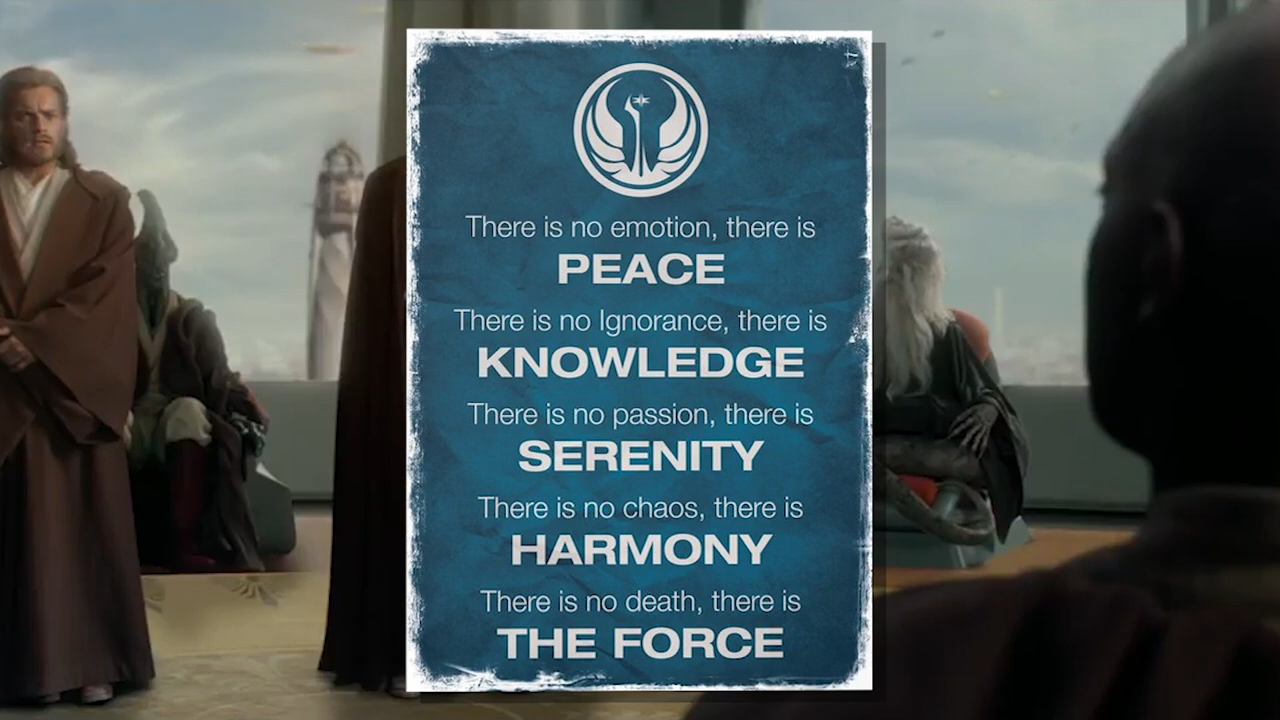 There is no emotion, there is
PEACE
There is no Ignorance, there is
KNOWLEDGE
There is no passion, there is
SERENITY
There is no chaos, there is
HARMONY
There is no death, there is
THE FORCE